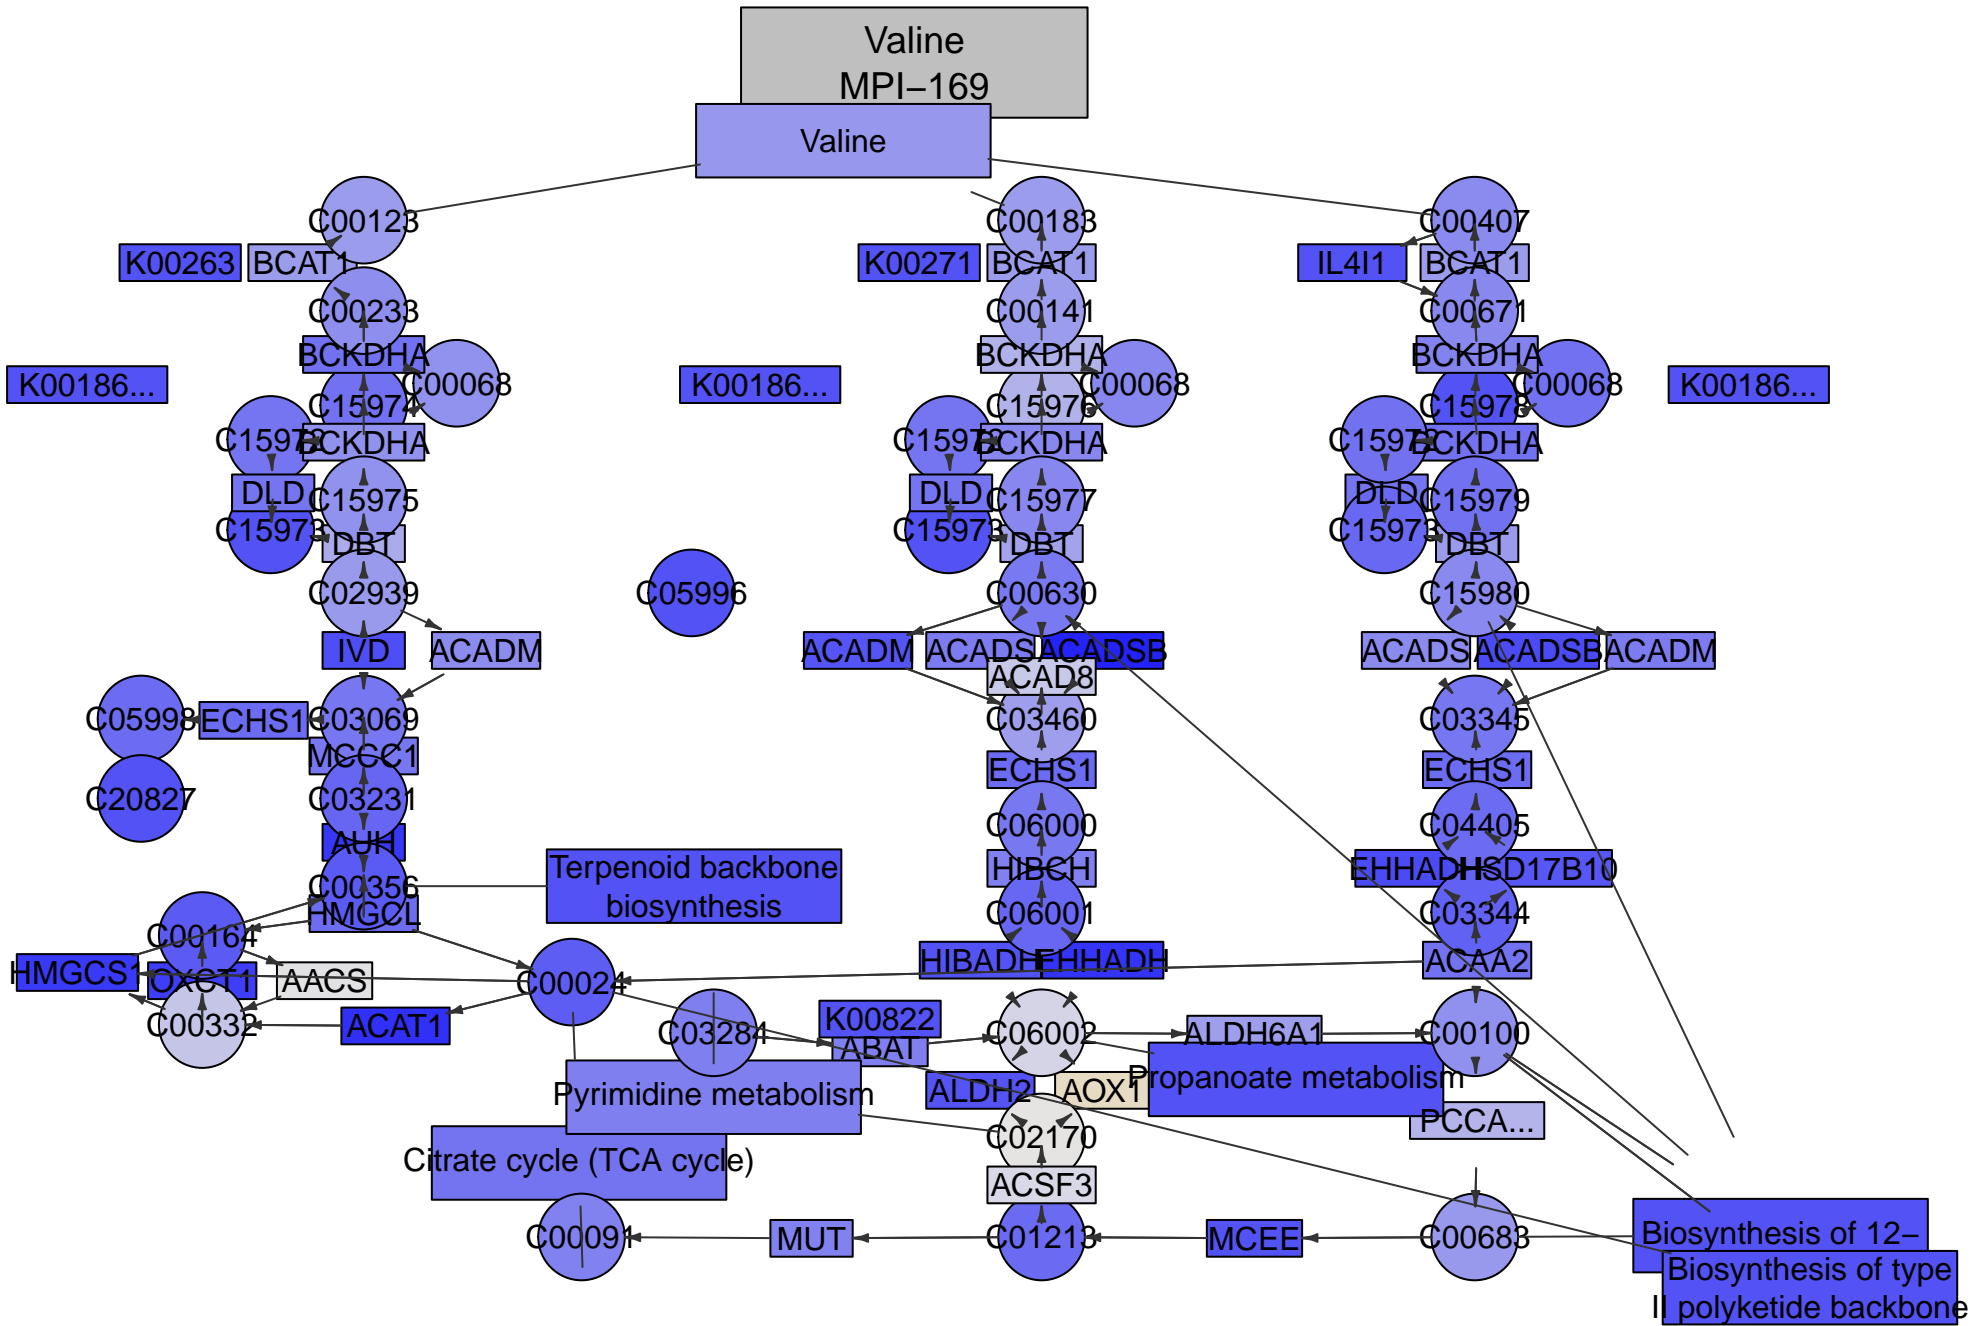 Valine
MPI−169
Valine
C00123
C00183
C00407
K00263
BCAT1
K00271
BCAT1
IL4I1
BCAT1
C00233
C00141
C00671
BCKDHA
BCKDHA
BCKDHA
K00186...
C00068
K00186...
C00068
C00068
K00186...
C15974
C15976
C15978
C15972
BCKDHA
C15972
BCKDHA
C15972
BCKDHA
DLD
C15975
DLD
C15977
DLD
C15979
C15973
C15973
C15973
DBT
DBT
DBT
C02939
C05996
C00630
C15980
IVD
ACADM
ACADM
ACADS
ACADSB
ACADS
ACADSB
ACADM
ACAD8
C05998
ECHS1
C03069
C03460
C03345
MCCC1
ECHS1
ECHS1
C20827
C03231
C06000
C04405
AUH
Terpenoid backbone
biosynthesis
HIBCH
EHHADH
HSD17B10
C00356
HMGCL
C06001
C03344
C00164
HMGCS1
OXCT1
AACS
C00024
HIBADH
EHHADH
ACAA2
C00332
ACAT1
C03284
K00822
ABAT
C06002
ALDH6A1
C00100
Pyrimidine metabolism
ALDH2
AOX1
Propanoate metabolism
PCCA...
C02170
Citrate cycle (TCA cycle)
ACSF3
C00091
MUT
C01213
MCEE
C00683
Biosynthesis of 12−
Biosynthesis of type
II polyketide backbone